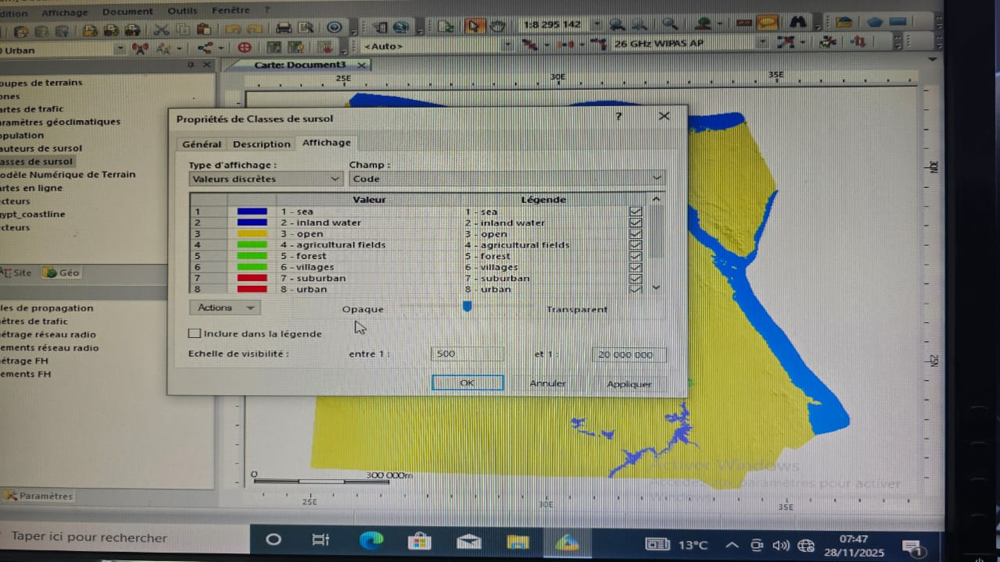 dition Affichage Document Outils Fenêtre ?
1:8 295 142
Urban
<Auto>
26 GHz WIPAS AP
Carte: Document3
25E 30E 35E
oupes de terrains
ones
artes de trafic
aramètres géoclimatiques
opulation
auteurs de sursol
asses de sursol
odèle Numérique de Terrain
artes en ligne
cteurs
gypt_coastline
cteurs
Site Géo
les de propagation
ètres de trafic
étrage réseau radio
ements réseau radio
étrage FH
ements FH
Paramètres
Propriétés de Classes de sursol ?
Général Description Affichage
Type d'affichage : Champ :
Valeurs discrètes Code
Valeur Légende
1 1 - sea 1 - sea
2 2 - inland water 2 - inland water
3 3 - open 3 - open
4 4 - agricultural fields 4 - agricultural fields
5 5 - forest 5 - forest
6 6 - villages 6 - villages
7 7 - suburban 7 - suburban
8 8 - urban 8 - urban
Actions Opaque Transparent
Inclure dans la légende
Echelle de visibilité : entre 1 : 500 et 1 : 20 000 000
OK Annuler Appliquer
30N
25N
0 300 000m
Activer Windows
paramètres pour activer
25E 30E 35E
Taper ici pour rechercher
13°C
07:47
28/11/2025
1